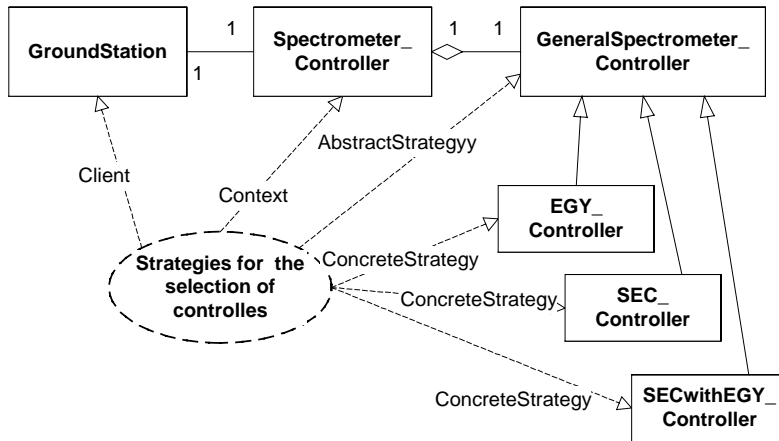 GroundStation
1
1
Spectrometer_
Controller
1
GeneralSpectrometer_
Controller
AbstractStrategyy
Client
Context
EGY_
Controller
Strategies for the
selection of
controlles
ConcreteStrategy
ConcreteStrategy
SEC_
Controller
ConcreteStrategy
SECwithEGY_
Controller